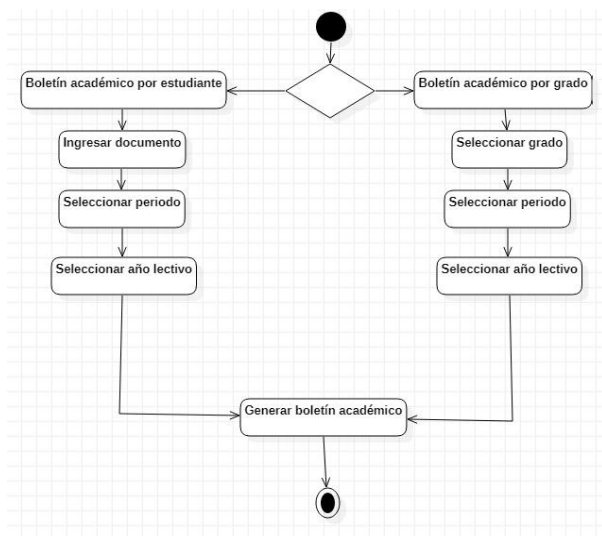 Boletín académico por estudiante
Boletín académico por grado
Ingresar documento
Seleccionar grado
Seleccionar periodo
Seleccionar periodo
Seleccionar año lectivo
Seleccionar año lectivo
Generar boletín académico